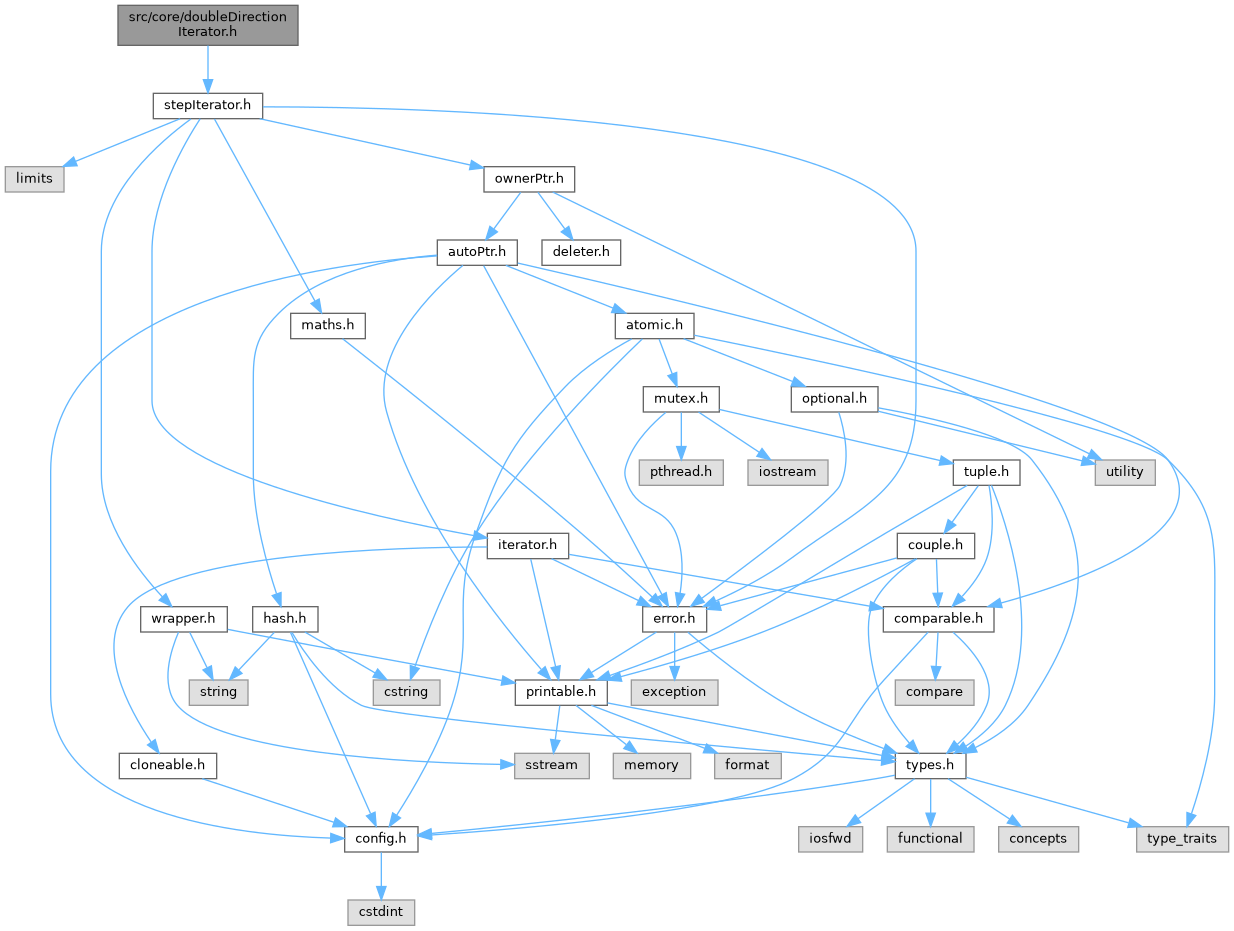 src/core/doubleDirection
Iterator.h
stepIterator.h
limits
ownerPtr.h
autoPtr.h
deleter.h
maths.h
atomic.h
mutex.h
optional.h
pthread.h
iostream
tuple.h
utility
iterator.h
couple.h
wrapper.h
hash.h
error.h
comparable.h
string
cstring
printable.h
exception
compare
cloneable.h
sstream
memory
format
types.h
config.h
iosfwd
functional
concepts
type_traits
cstdint